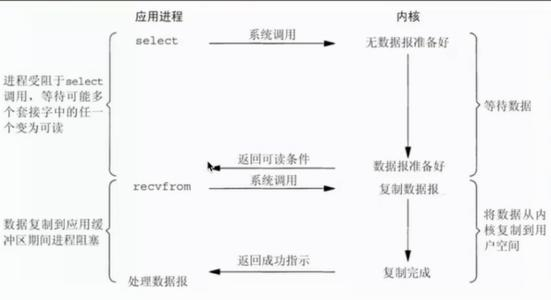 应用进程
内核
select
系统调用
无数据报准备好
进程受阻于select
调用，等待可能多
个套接字中的任一
个变为可读
等待数据
返回可读条件
数据报准备好
recvfrom
系统调用
复制数据报
数据复制到应用缓
冲区期间进程阻塞
将数据从内
核复制到用
户空间
返回成功指示
复制完成
处理数据报